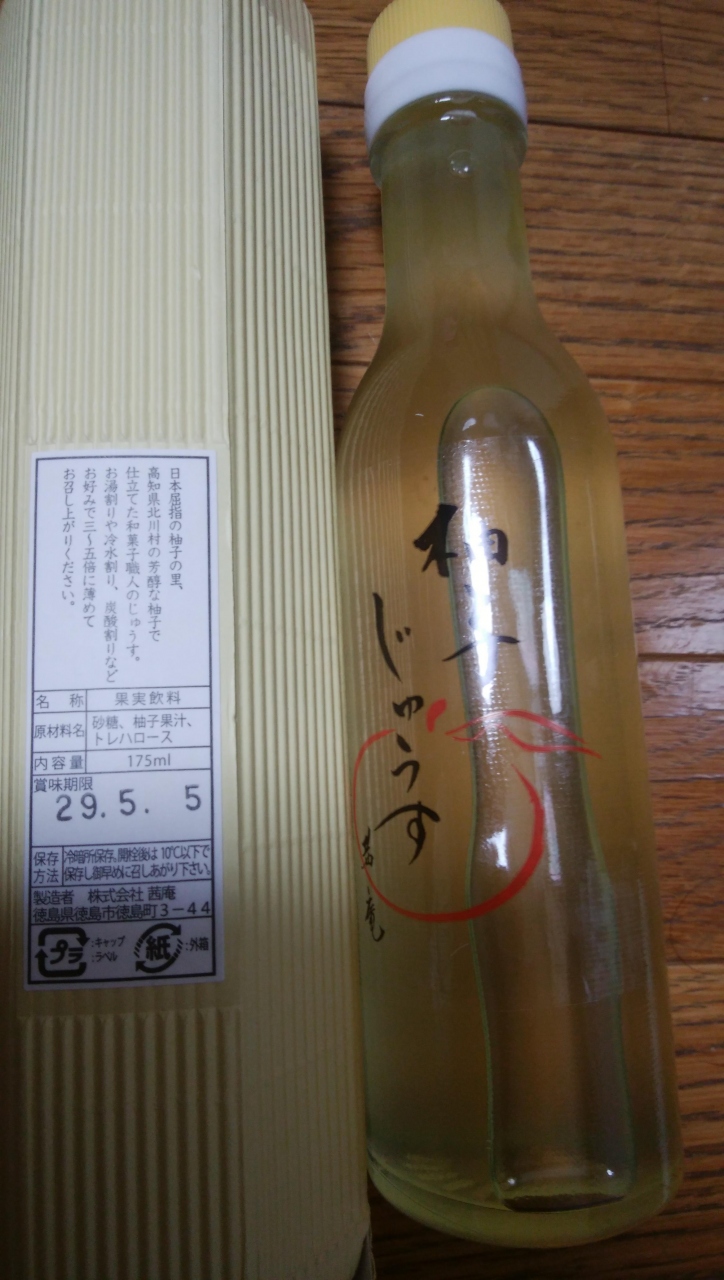 日本屈指の柚子の里、
高知県北川村の芳醇な柚子で
仕立てた和菓子職人のじゅうす。
お湯割りや冷水割り、炭酸割りなど
お好みで三〜五倍に薄めて
お召し上がりください。
名 称 果実飲料
原材料名 砂糖、柚子果汁、
トレハロース
内容量 175ml
賞味期限
29.5. 5
保存 冷暗所保存。開栓後は10℃以下で
方法 保存し御早めに召しあがり下さい。
製造者 株式会社 茜庵
徳島県徳島市徳島町3-44
プラ :キャップ
:ラベル
紙 :外箱
柚子
じゅうす
茜庵